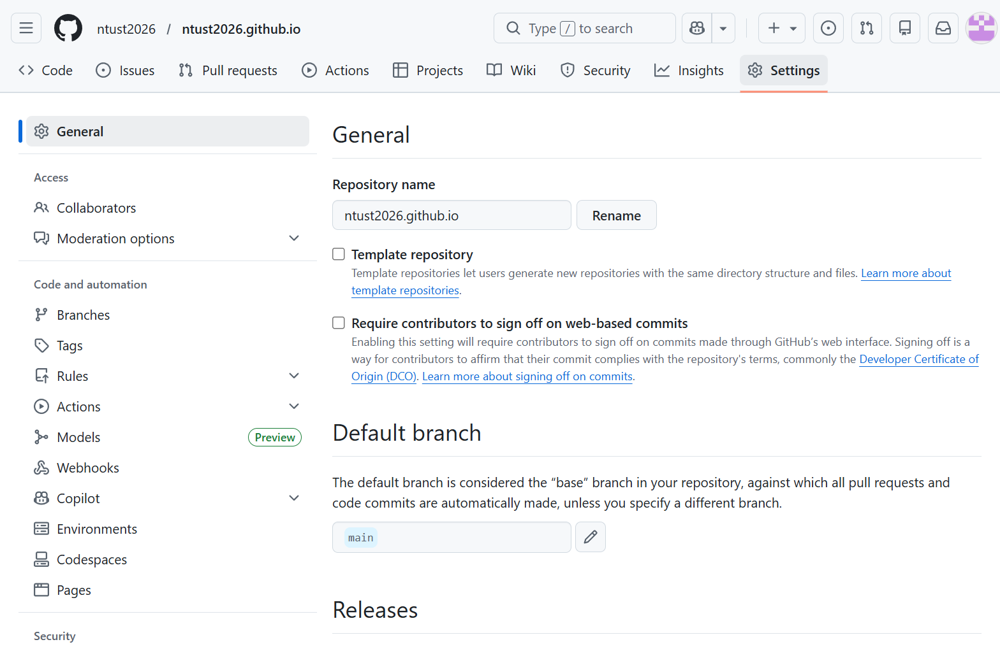 ntust2026 / ntust2026.github.io
Type / to search
Code
Issues
Pull requests
Actions
Projects
Wiki
Security
Insights
Settings
General
Access
Collaborators
Moderation options
Code and automation
Branches
Tags
Rules
Actions
Models
Preview
Webhooks
Copilot
Environments
Codespaces
Pages
Security
General
Repository name
ntust2026.github.io
Rename
Template repository
Template repositories let users generate new repositories with the same directory structure and files. Learn more about
template repositories.
Require contributors to sign off on web-based commits
Enabling this setting will require contributors to sign off on commits made through GitHub’s web interface. Signing off is a
way for contributors to affirm that their commit complies with the repository's terms, commonly the Developer Certificate of
Origin (DCO). Learn more about signing off on commits.
Default branch
The default branch is considered the “base” branch in your repository, against which all pull requests and
code commits are automatically made, unless you specify a different branch.
main
Releases